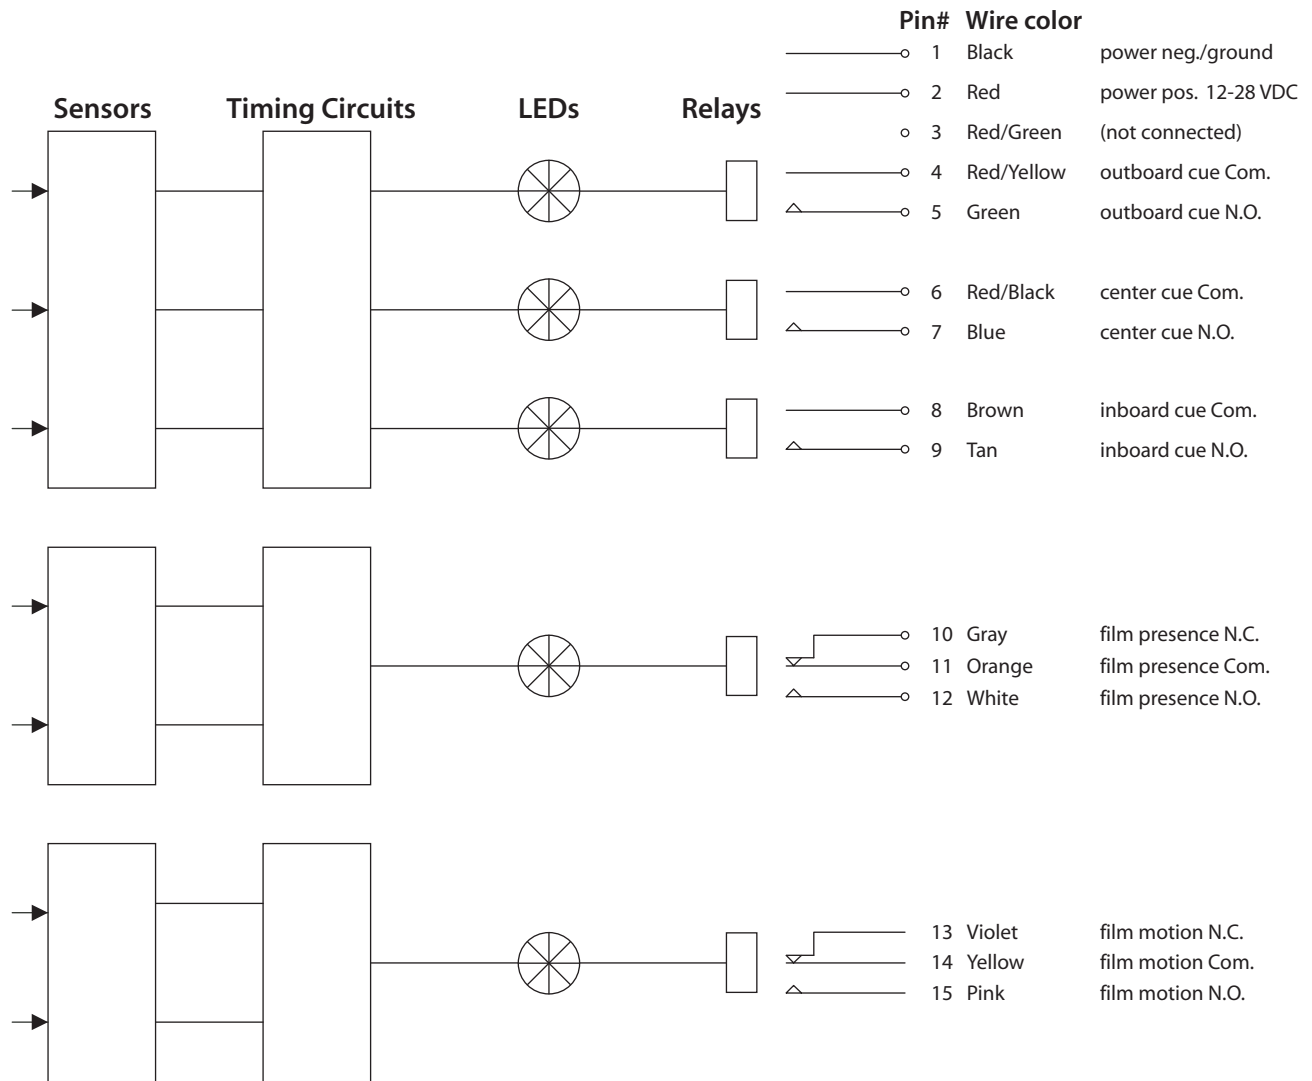 Pin# Wire color
1 Black power neg./ground
Sensors Timing Circuits LEDs Relays
2 Red power pos. 12-28 VDC
3 Red/Green (not connected)
4 Red/Yellow outboard cue Com.
5 Green outboard cue N.O.
6 Red/Black center cue Com.
7 Blue center cue N.O.
8 Brown inboard cue Com.
9 Tan inboard cue N.O.
10 Gray film presence N.C.
11 Orange film presence Com.
12 White film presence N.O.
13 Violet film motion N.C.
14 Yellow film motion Com.
15 Pink film motion N.O.